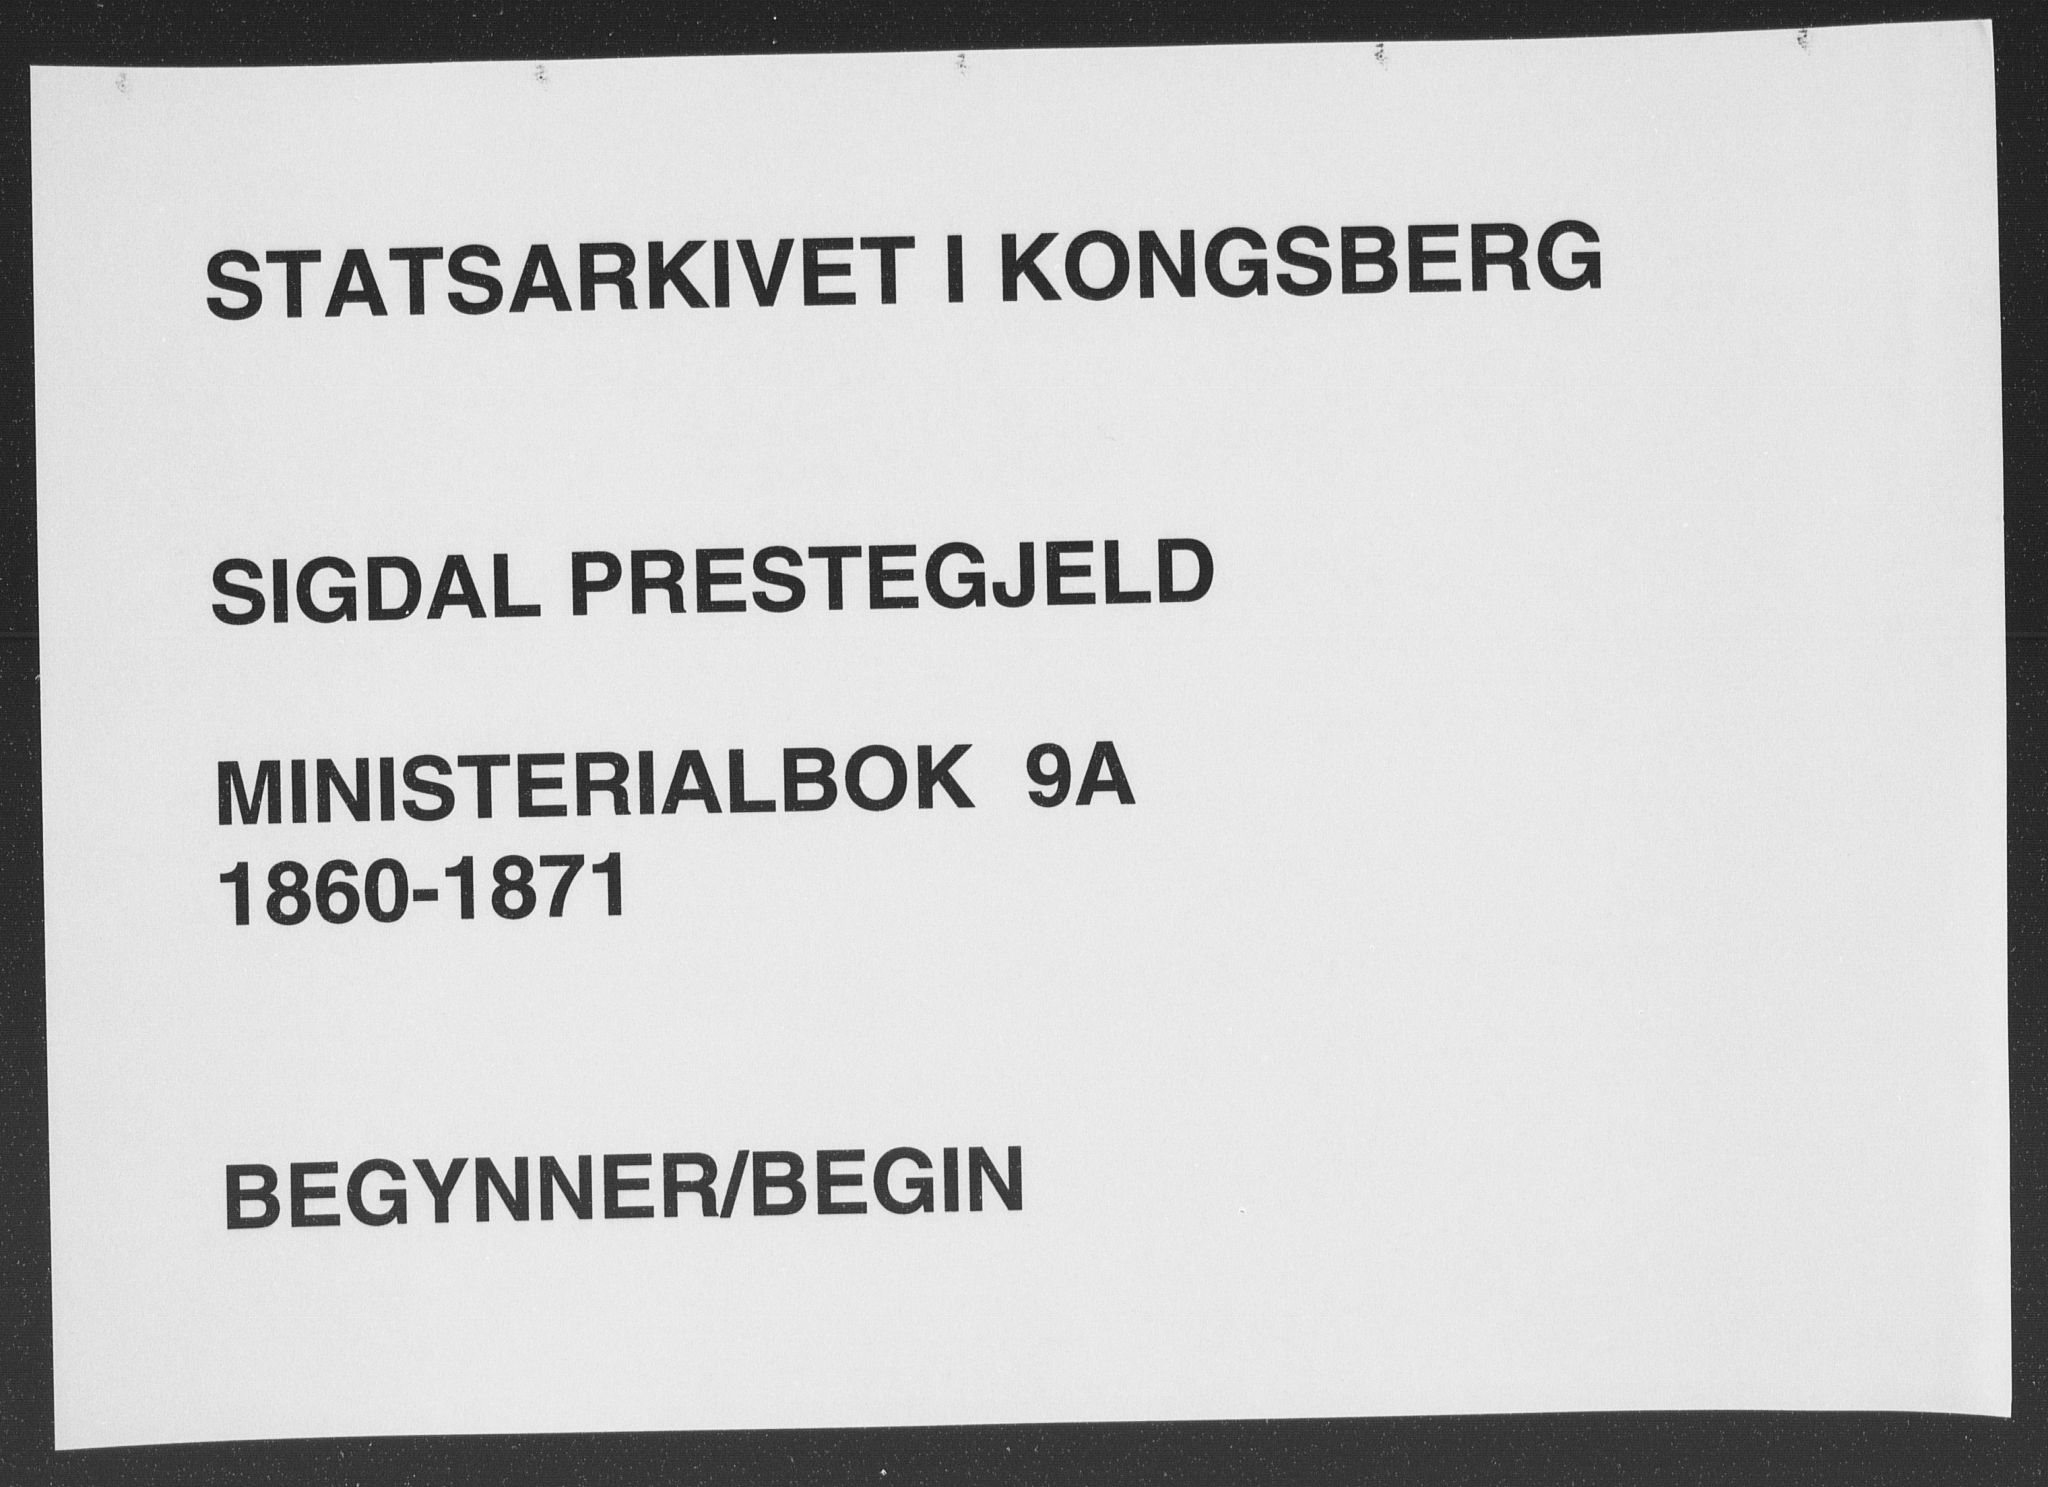 STATSARKIVET I KONGSBERG
SIGDAL PRESTEGJELD
MINISTERIALBOK 9A
1860-1871
BEGYNNER/BEGIN